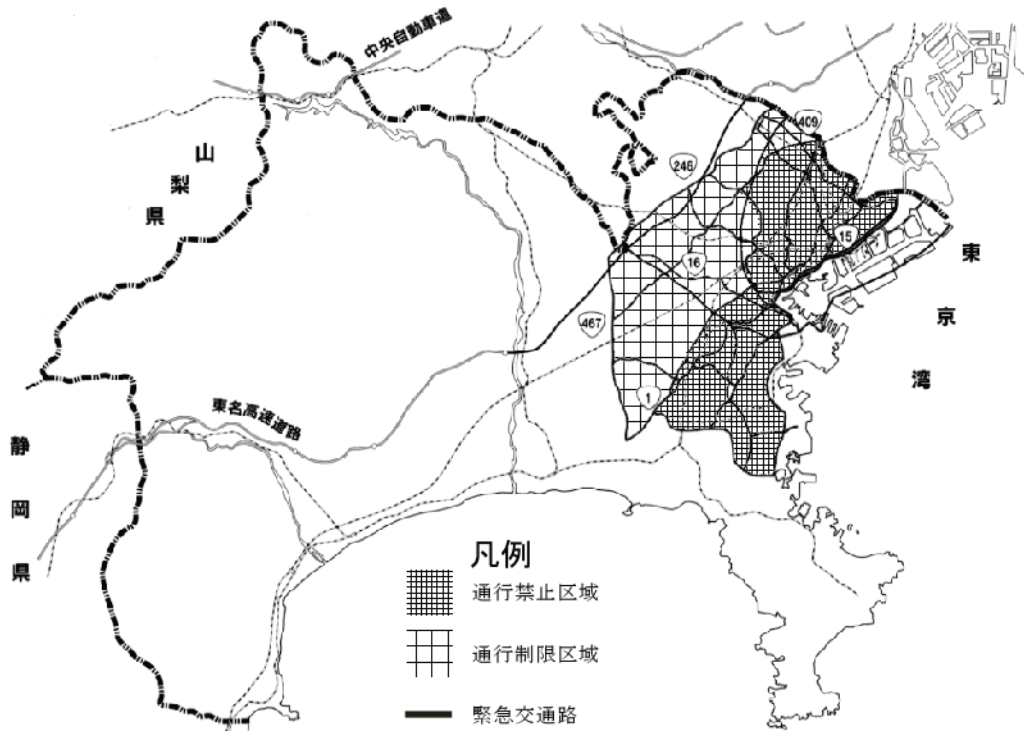 中央自動車道
山梨県
409
246
15
東京湾
16
467
1
東名高速道路
静岡県
凡例
通行禁止区域
通行制限区域
緊急交通路